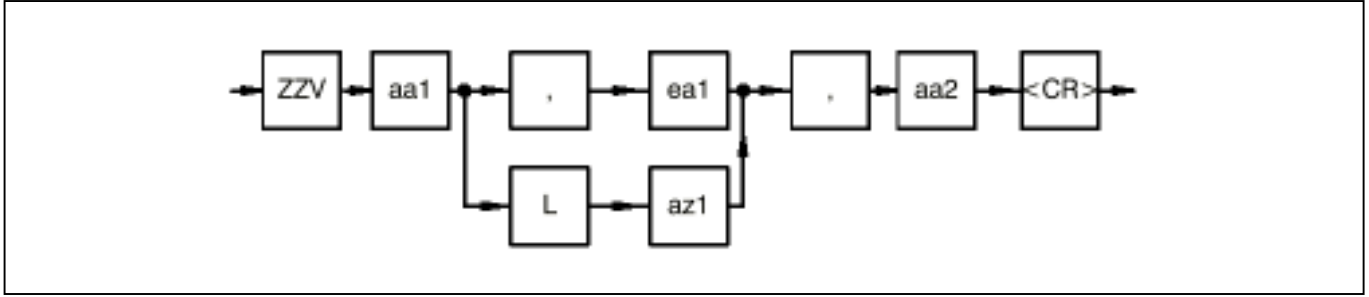 ZZV aa1 , ea1 , aa2 <CR>
L az1